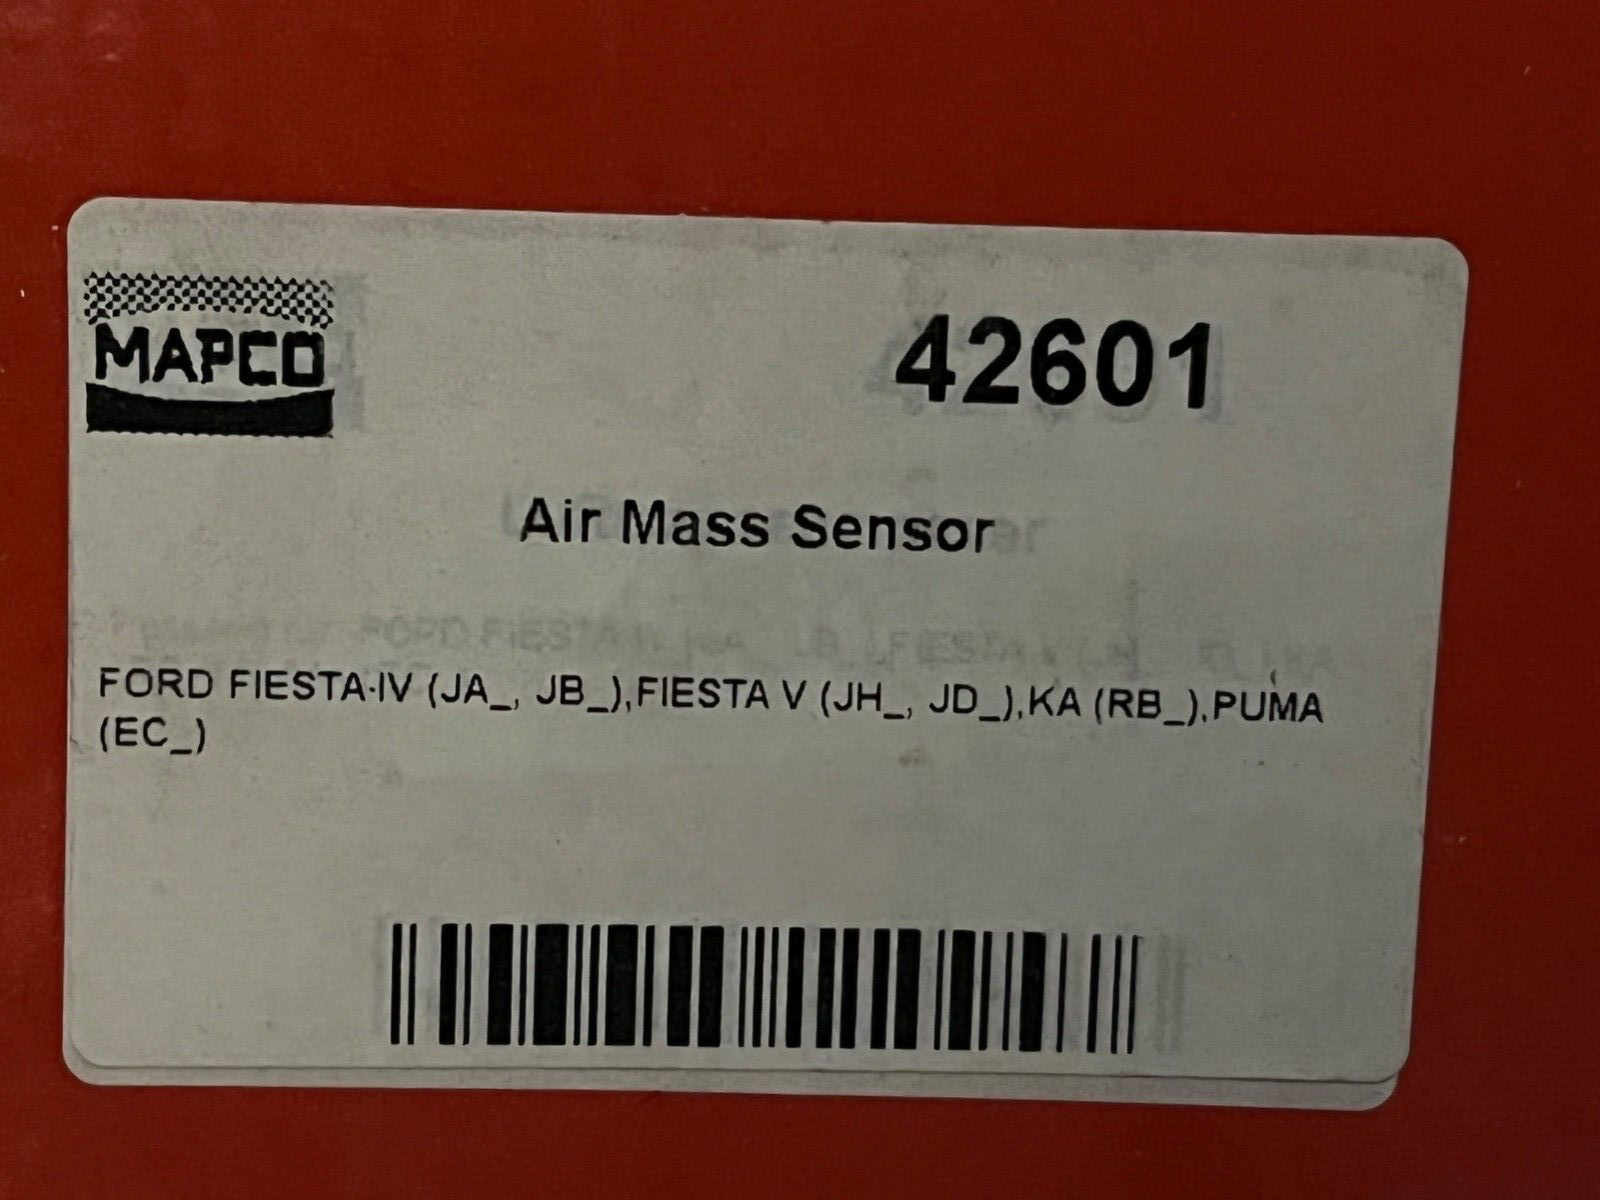 MAPCO
42601
Air Mass Sensor
FORD FIESTA·IV (JA_, JB_),FIESTA V (JH_, JD_),KA (RB_),PUMA
(EC_)